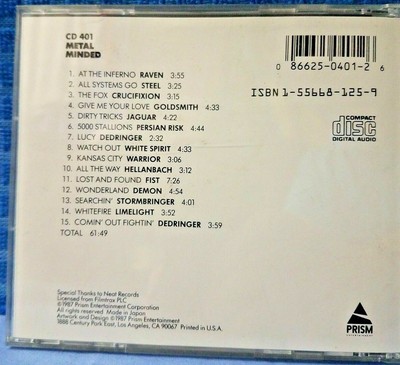 CD 401
METAL
MINDED
1. AT THE INFERNO RAVEN 3:55
2. ALL SYSTEMS GO STEEL 3:25
3. THE FOX CRUCIFIXION 3:15
4. GIVE ME YOUR LOVE GOLDSMITH 4:33
5. DIRTY TRICKS JAGUAR 4:22
6. 5000 STALLIONS PERSIAN RISK 4:44
7. LUCY DEDRINGER 3:32
8. WATCH OUT WHITE SPIRIT 4:33
9. KANSAS CITY WARRIOR 3:06
10. ALL THE WAY HELLANBACH 3:12
11. LOST AND FOUND FIST 7:26
12. WONDERLAND DEMON 4:54
13. SEARCHIN' STORMBRINGER 4:03
14. WHITEFIRE LIMELIGHT 3:52
15. COMIN' OUT FIGHTIN' DEDRINGER 3:59
TOTAL 61:49
0 86625-0401-2 6
ISBN 1-55668-125-9
COMPACT
disc
DIGITAL AUDIO
Special Thanks to Neat Records
Licensed from Filmtrax PLC
©1987 Prism Entertainment Corporation
All rights reserved Made in Japan
Artwork and Design ©1987 Prism Entertainment
1888 Century Park East, Los Angeles, CA 90067 Printed in U.S.A.
PRISM
ENTERTAINMENT